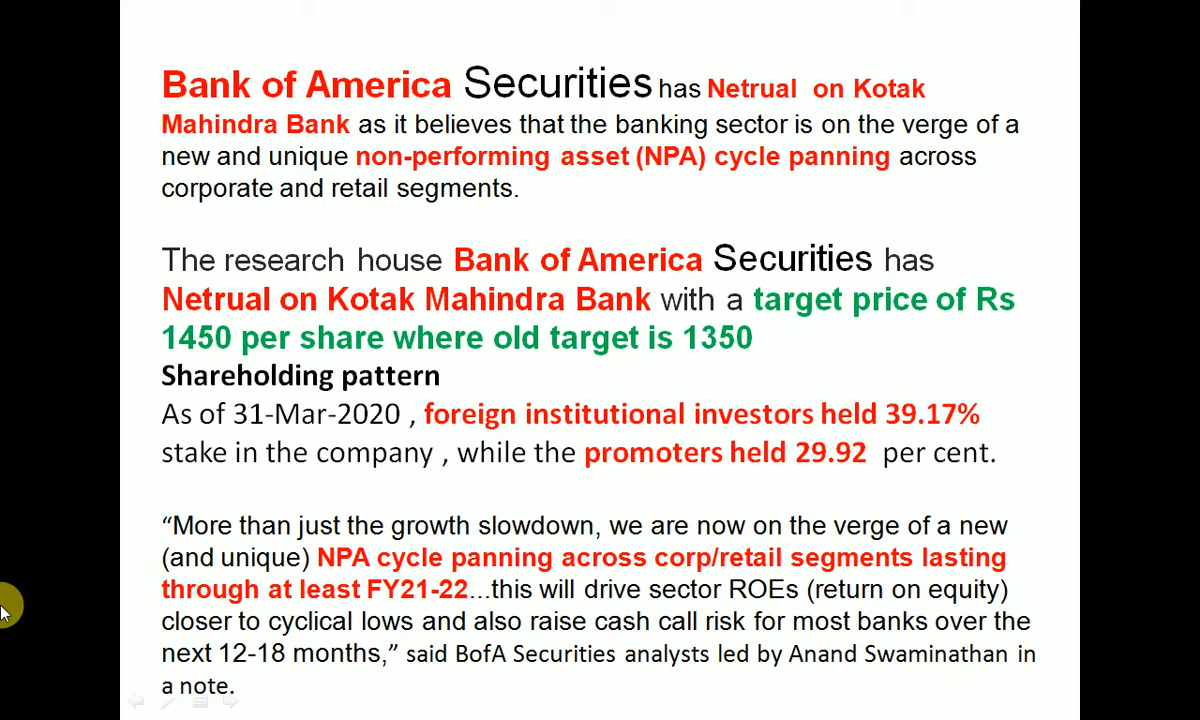 Bank of America Securities has Netrual on Kotak
Mahindra Bank as it believes that the banking sector is on the verge of a
new and unique non-performing asset (NPA) cycle panning across
corporate and retail segments.
The research house Bank of America Securities has
Netrual on Kotak Mahindra Bank with a target price of Rs
1450 per share where old target is 1350
Shareholding pattern
As of 31-Mar-2020 , foreign institutional investors held 39.17%
stake in the company , while the promoters held 29.92 per cent.
“More than just the growth slowdown, we are now on the verge of a new
(and unique) NPA cycle panning across corp/retail segments lasting
through at least FY21-22...this will drive sector ROEs (return on equity)
closer to cyclical lows and also raise cash call risk for most banks over the
next 12-18 months,” said BofA Securities analysts led by Anand Swaminathan in
a note.